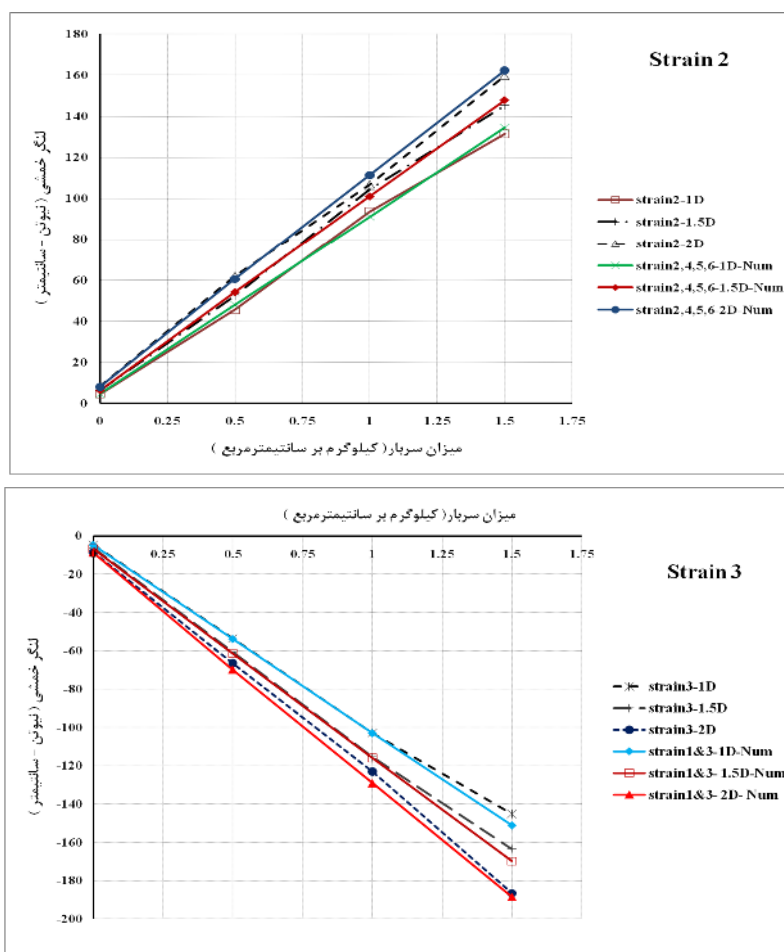 Strain 2
180
160
140
120
100
80
60
40
20
0
لنگر خمشی ( نیوتن - سانتیمتر )
0 0.25 0.5 0.75 1 1.25 1.5 1.75
میزان سربار( کیلوگرم بر سانتیمترمربع )
strain2-1D
strain2-1.5D
strain2-2D
strain2,4,5,6-1D-Num
strain2,4,5,6-1.5D-Num
strain2,4,5,6-2D-Num
میزان سربار( کیلوگرم بر سانتیمترمربع )
0 0.25 0.5 0.75 1 1.25 1.5 1.75
Strain 3
0
-20
-40
-60
-80
-100
-120
-140
-160
-180
-200
لنگر خمشی ( نیوتن - سانتیمتر )
strain3-1D
strain3-1.5D
strain3-2D
strain1&3-1D-Num
strain1&3- 1.5D-Num
strain1&3- 2D- Num